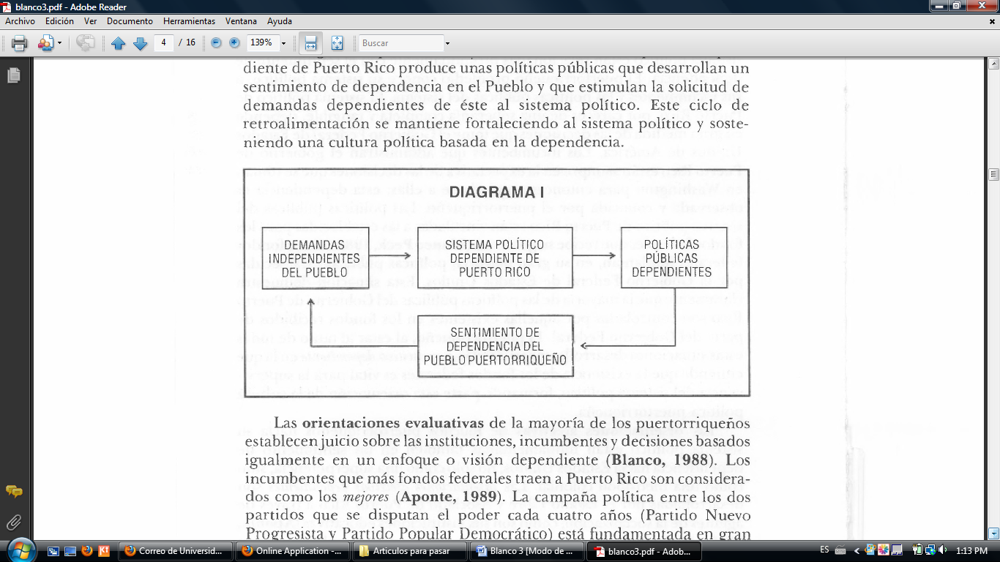 blanco3.pdf - Adobe Reader
Archivo Edición Ver Documento Herramientas Ventana Ayuda
4 / 16 139% Buscar
diente de Puerto Rico produce unas políticas públicas que desarrollan un
sentimiento de dependencia en el Pueblo y que estimulan la solicitud de
demandas dependientes de éste al sistema político. Este ciclo de
retroalimentación se mantiene fortaleciendo al sistema político y soste-
niendo una cultura política basada en la dependencia.
DIAGRAMA I
DEMANDAS
INDEPENDIENTES
DEL PUEBLO
SISTEMA POLÍTICO
DEPENDIENTE DE
PUERTO RICO
POLÍTICAS
PÚBLICAS
DEPENDIENTES
SENTIMIENTO DE
DEPENDENCIA DEL
PUEBLO PUERTORRIQUEÑO
Las orientaciones evaluativas de la mayoría de los puertorriqueños
establecen juicio sobre las instituciones, incumbentes y decisiones basados
igualmente en un enfoque o visión dependiente (Blanco, 1988). Los
incumbentes que más fondos federales traen a Puerto Rico son considera-
dos como los mejores (Aponte, 1989). La campaña política entre los dos
partidos que se disputan el poder cada cuatro años (Partido Nuevo
Progresista y Partido Popular Democrático) está fundamentada en gran
Correo de Universid... Online Application -... Articulos para pasar Blanco 3 [Modo de ... blanco3.pdf - Adob... ES 1:13 PM